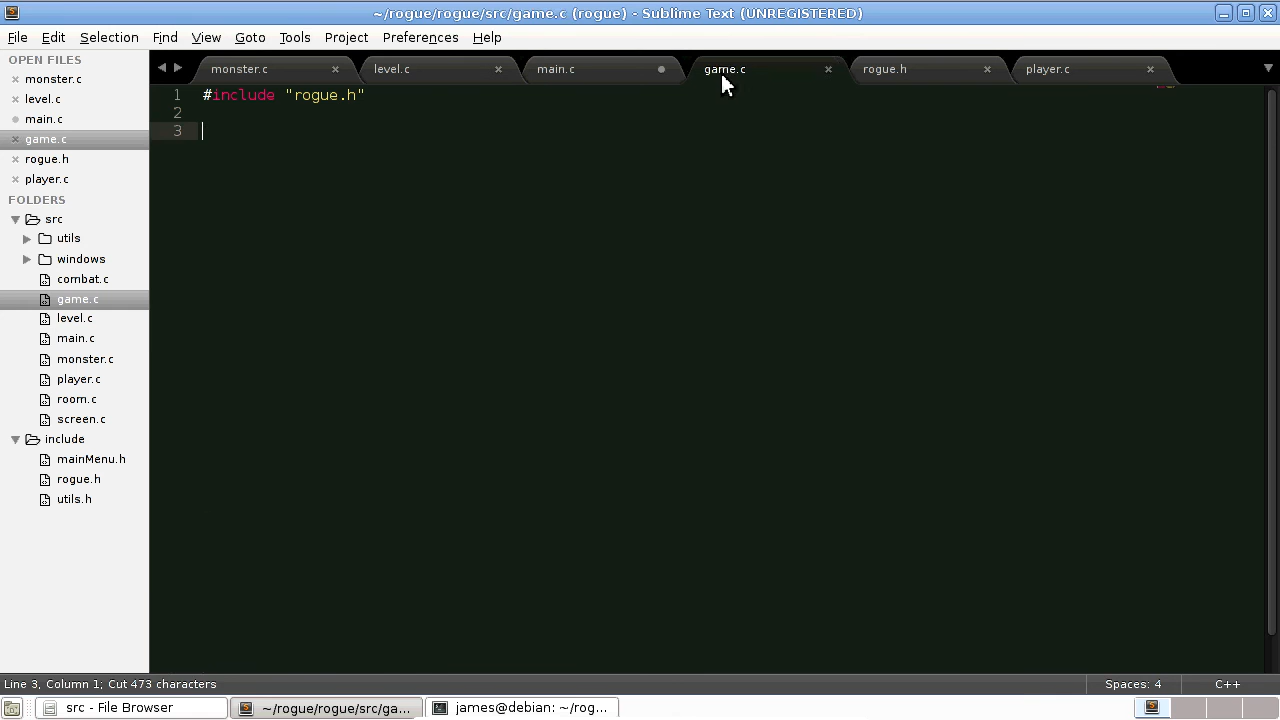 ~/rogue/rogue/src/game.c (rogue) - Sublime Text (UNREGISTERED)
File Edit Selection Find View Goto Tools Project Preferences Help
OPEN FILES
monster.c
level.c
main.c
game.c
rogue.h
player.c
FOLDERS
src
utils
windows
combat.c
game.c
level.c
main.c
monster.c
player.c
room.c
screen.c
include
mainMenu.h
rogue.h
utils.h
monster.c level.c main.c game.c rogue.h player.c
1 #include "rogue.h"
2
3
Line 3, Column 1; Cut 473 characters Spaces: 4 C++
src - File Browser ~/rogue/rogue/src/ga... james@debian: ~/rog...